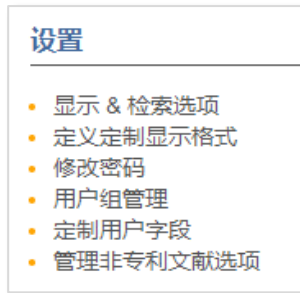 设置
显示 & 检索选项
定义定制显示格式
修改密码
用户组管理
定制用户字段
管理非专利文献选项